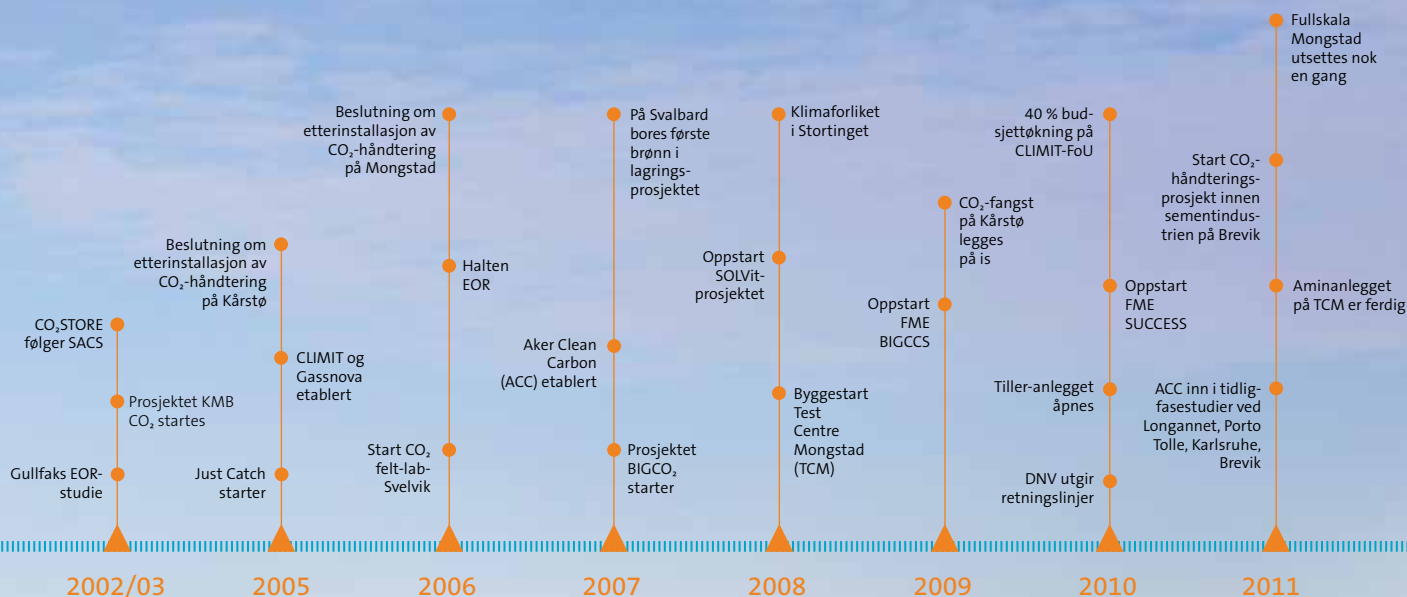 CO₂STORE
følger SACS
Prosjektet KMB
CO₂ startes
Gullfaks EOR-
studie
2002/03
Beslutning om
etterinstallasjon av
CO₂-håndtering
på Kårstø
CLIMIT og
Gassnova
etablert
Just Catch
starter
2005
Beslutning om
etterinstallasjon av
CO₂-håndtering
på Mongstad
Halten
EOR
Start CO₂
felt-lab-
Svelvik
2006
På Svalbard
bores første
brønn i
lagrings-
prosjektet
Aker Clean
Carbon
(ACC) etablert
Prosjektet
BIGCO₂
starter
2007
Klimaforliket
i Stortinget
Oppstart
SOLVit-
prosjektet
Byggestart
Test
Centre
Mongstad
(TCM)
2008
CO₂-fangst
på Kårstø
legges
på is
Oppstart
FME
BIGCCS
2009
40 % bud-
sjettøkning på
CLIMIT-FoU
Oppstart
FME
SUCCESS
Tiller-anlegget
åpnes
DNV utgir
retningslinjer
2010
Fullskala
Mongstad
utsettes nok
en gang
Start CO₂-
håndterings-
prosjekt innen
sementindus-
trien på Brevik
Aminanlegget
på TCM er ferdig
ACC inn i tidlig-
fasestudier ved
Longannet, Porto
Tolle, Karlsruhe,
Brevik
2011